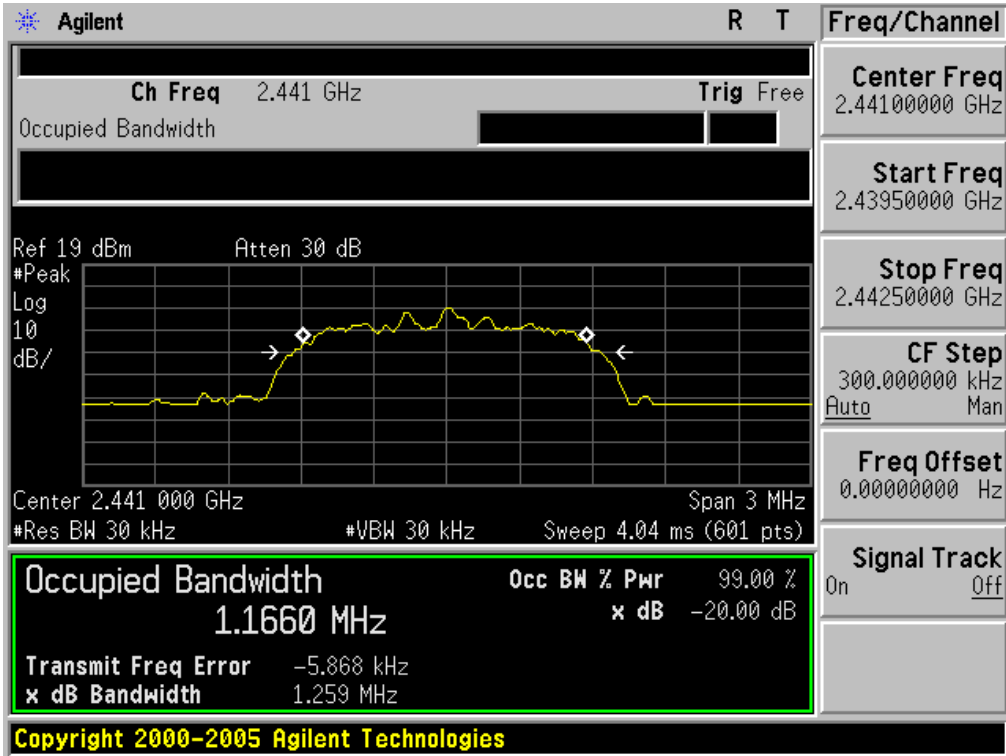 Agilent R T Freq/Channel
Ch Freq 2.441 GHz Trig Free
Occupied Bandwidth
Center Freq
2.44100000 GHz
Start Freq
2.43950000 GHz
Stop Freq
2.44250000 GHz
CF Step
300.000000 kHz
Auto Man
Freq Offset
0.00000000 Hz
Signal Track
On Off
Ref 19 dBm Atten 30 dB
#Peak
Log
10
dB/
Center 2.441 000 GHz Span 3 MHz
#Res BW 30 kHz #VBW 30 kHz Sweep 4.04 ms (601 pts)
Occupied Bandwidth Occ BW % Pwr 99.00 %
1.1660 MHz x dB -20.00 dB
Transmit Freq Error -5.868 kHz
x dB Bandwidth 1.259 MHz
Copyright 2000-2005 Agilent Technologies